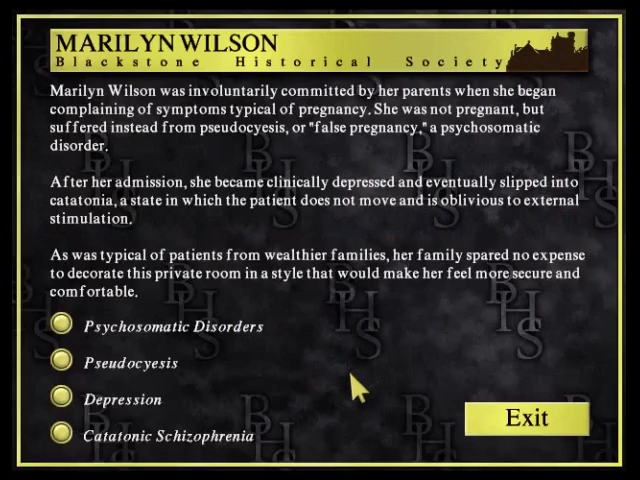 MARILYN WILSON
Blackstone Historical Society
Marilyn Wilson was involuntarily committed by her parents when she began
complaining of symptoms typical of pregnancy. She was not pregnant, but
suffered instead from pseudocyesis, or "false pregnancy," a psychosomatic
disorder.
After her admission, she became clinically depressed and eventually slipped into
catatonia, a state in which the patient does not move and is oblivious to external
stimulation.
As was typical of patients from wealthier families, her family spared no expense
to decorate this private room in a style that would make her feel more secure and
comfortable.
Psychosomatic Disorders
Pseudocyesis
Depression
Catatonic Schizophrenia
Exit